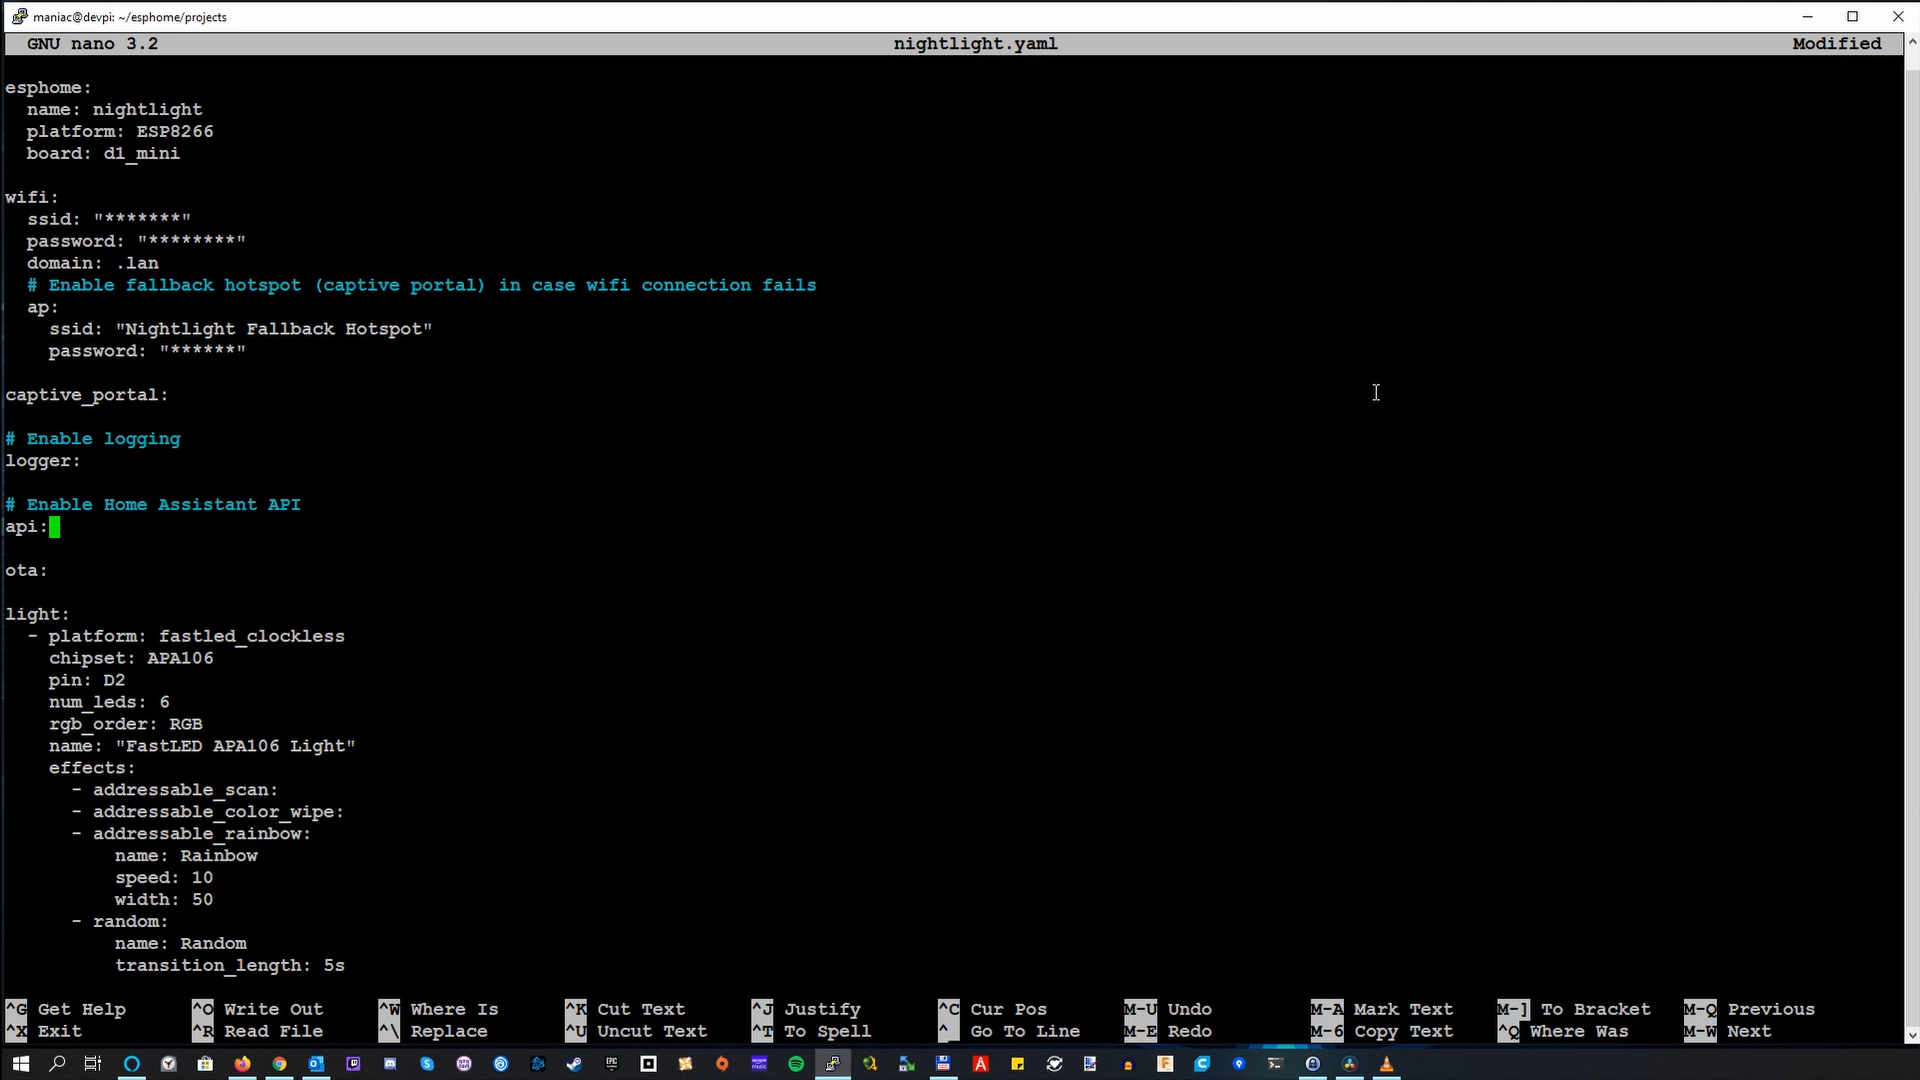 maniac@devpi: ~/esphome/projects
GNU nano 3.2 nightlight.yaml Modified
esphome:
  name: nightlight
  platform: ESP8266
  board: d1_mini
wifi:
  ssid: "*******"
  password: "********"
  domain: .lan
  # Enable fallback hotspot (captive portal) in case wifi connection fails
  ap:
    ssid: "Nightlight Fallback Hotspot"
    password: "******"
captive_portal:
# Enable logging
logger:
# Enable Home Assistant API
api:
ota:
light:
  - platform: fastled_clockless
    chipset: APA106
    pin: D2
    num_leds: 6
    rgb_order: RGB
    name: "FastLED APA106 Light"
    effects:
      - addressable_scan:
      - addressable_color_wipe:
      - addressable_rainbow:
          name: Rainbow
          speed: 10
          width: 50
      - random:
          name: Random
          transition_length: 5s
^G Get Help ^O Write Out ^W Where Is ^K Cut Text ^J Justify ^C Cur Pos M-U Undo M-A Mark Text M-] To Bracket M-Q Previous
^X Exit ^R Read File ^\ Replace ^U Uncut Text ^T To Spell ^_ Go To Line M-E Redo M-6 Copy Text ^Q Where Was M-W Next